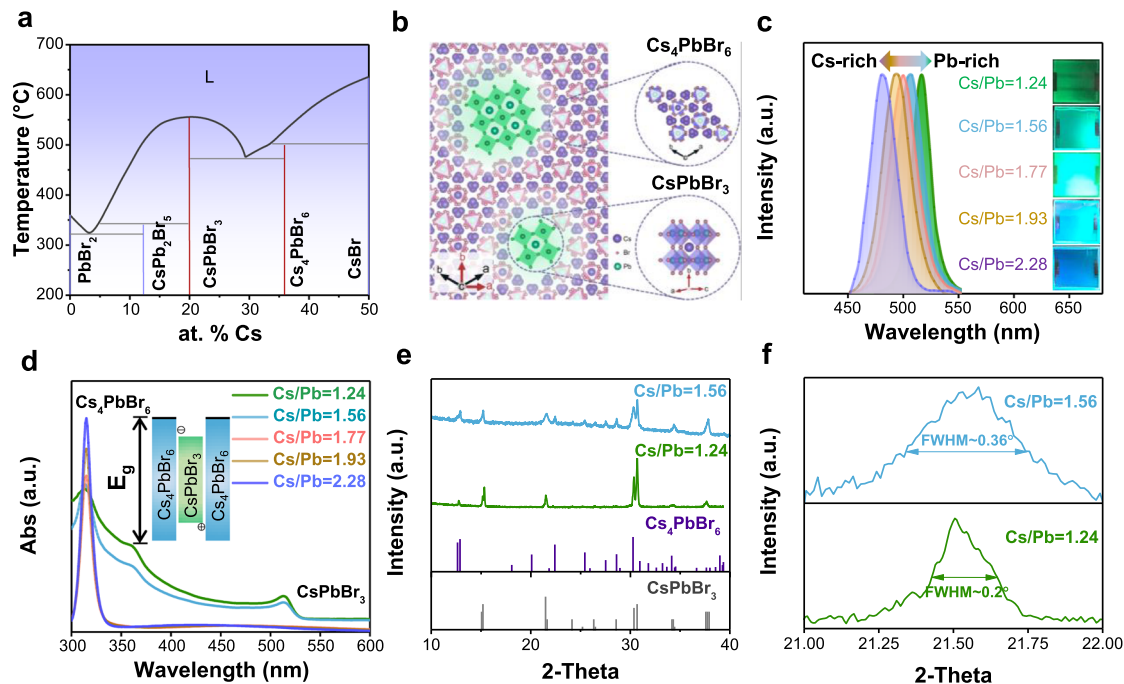 a
700
600
500
400
300
200
Temperature (°C)
L
PbBr2
CsPb2Br5
CsPbBr3
Cs4PbBr6
CsBr
0 10 20 30 40 50
at. % Cs
b
Cs4PbBr6
CsPbBr3
Cs
Br
Pb
b
b a
c a
c
Intensity (a.u.)
Cs-rich Pb-rich
Cs/Pb=1.24
Cs/Pb=1.56
Cs/Pb=1.77
Cs/Pb=1.93
Cs/Pb=2.28
450 500 550 600 650
Wavelength (nm)
d
Abs (a.u.)
Cs4PbBr6
Eg
Cs4PbBr6
CsPbBr3
Cs4PbBr6
Cs/Pb=1.24
Cs/Pb=1.56
Cs/Pb=1.77
Cs/Pb=1.93
Cs/Pb=2.28
CsPbBr3
300 350 400 450 500 550 600
Wavelength (nm)
e
Intensity (a.u.)
Cs/Pb=1.56
Cs/Pb=1.24
Cs4PbBr6
CsPbBr3
10 20 30 40
2-Theta
f
Intensity (a.u.)
Cs/Pb=1.56
FWHM~0.36°
Cs/Pb=1.24
FWHM~0.2°
21.00 21.25 21.50 21.75 22.00
2-Theta